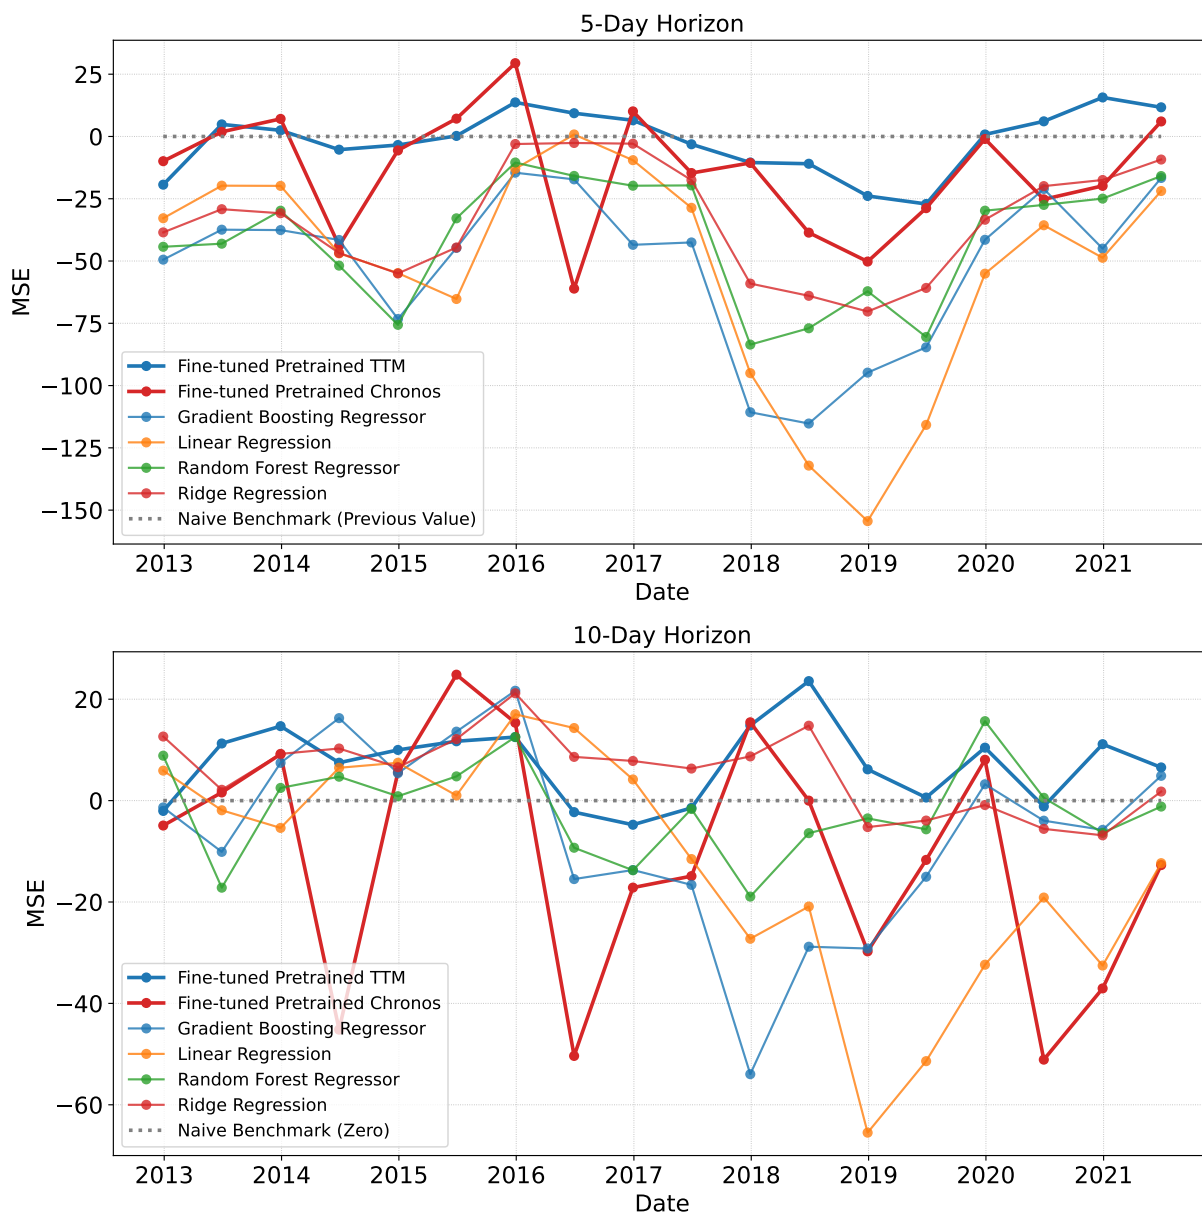 5-Day Horizon
25
0
−25
−50
−75
−100
−125
−150
MSE
Fine-tuned Pretrained TTM
Fine-tuned Pretrained Chronos
Gradient Boosting Regressor
Linear Regression
Random Forest Regressor
Ridge Regression
Naive Benchmark (Previous Value)
2013 2014 2015 2016 2017 2018 2019 2020 2021
Date
10-Day Horizon
20
0
−20
−40
−60
MSE
Fine-tuned Pretrained TTM
Fine-tuned Pretrained Chronos
Gradient Boosting Regressor
Linear Regression
Random Forest Regressor
Ridge Regression
Naive Benchmark (Zero)
2013 2014 2015 2016 2017 2018 2019 2020 2021
Date